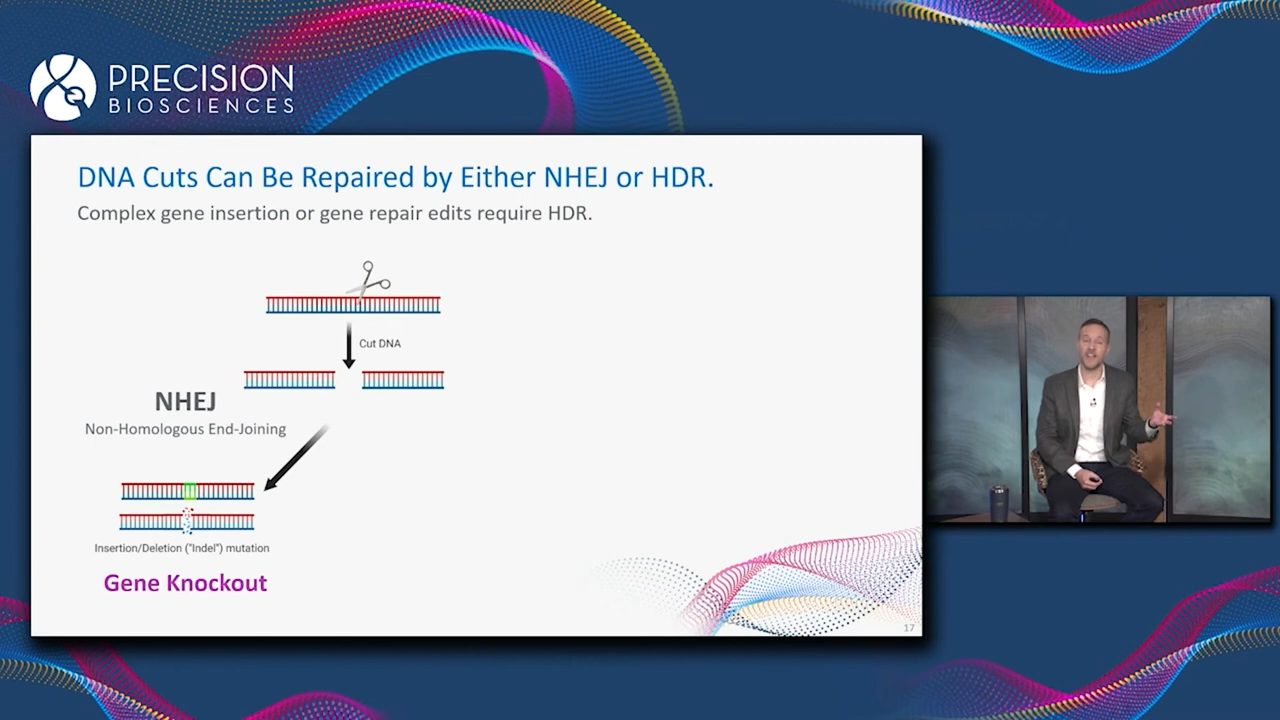 PRECISION
BIOSCIENCES
DNA Cuts Can Be Repaired by Either NHEJ or HDR.
Complex gene insertion or gene repair edits require HDR.
Cut DNA
NHEJ
Non-Homologous End-Joining
Insertion/Deletion ("Indel") mutation
Gene Knockout
17